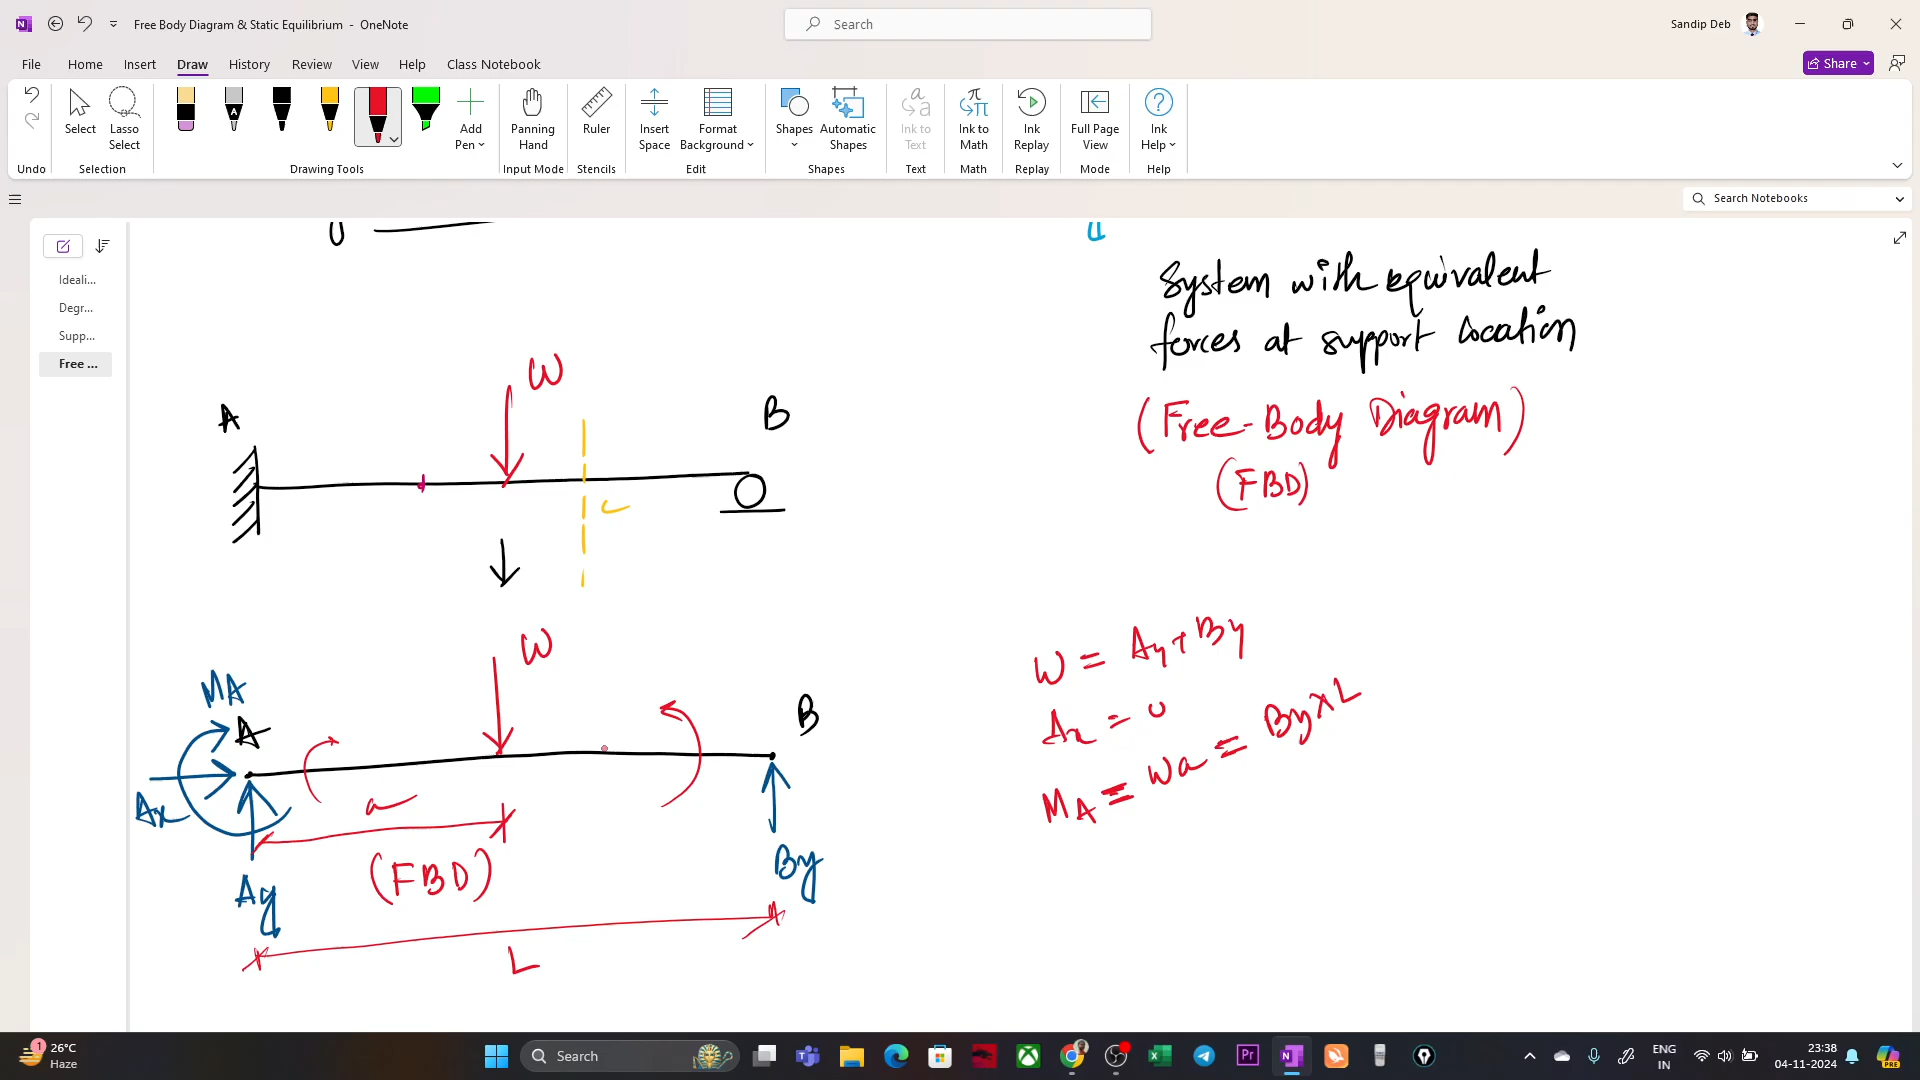 Free Body Diagram & Static Equilibrium - OneNote
Search
Sandip Deb
File Home Insert Draw History Review View Help Class Notebook
Share
Undo
Select
Lasso Select
Selection
Drawing Tools
Add Pen
Panning Hand
Input Mode
Ruler
Stencils
Insert Space
Format Background
Edit
Shapes
Automatic Shapes
Shapes
Ink to Text
Text
Ink to Math
Math
Ink Replay
Replay
Full Page View
Mode
Ink Help
Help
Search Notebooks
Ideali...
Degr...
Supp...
Free ...
System with equivalent
forces at support location
(Free-Body Diagram)
(FBD)
W
A
B
W
MA
A
B
Ax
a
(FBD)
Ay
By
L
W = Ay + By
Ax = 0
MA = Wa = By x L
1
26°C
Haze
Search
ENG
IN
23:38
04-11-2024
PRE